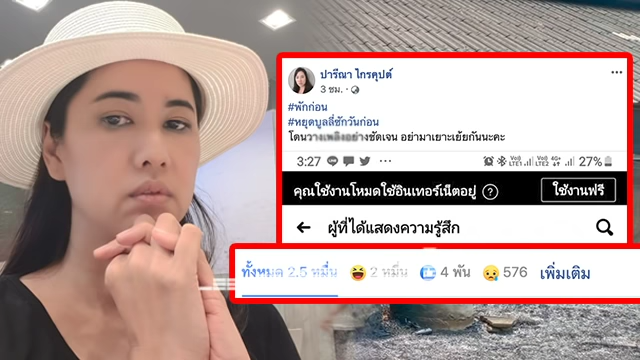 ปารีณา ไกรคุปต์
3 ชม.
#พักก่อน
#หยุดบูลลี่ซักวันก่อน
โดนวางเพลิงอย่างชัดเจน อย่ามาเยาะเย้ยกันนะคะ
3:27 VoD LTE1 VoD 4G+ LTE2 27%
คุณใช้งานโหมดใช้อินเทอร์เน็ตอยู่ ? ใช้งานฟรี
ผู้ที่ได้แสดงความรู้สึก
ทั้งหมด 2.5 หมื่น 2 หมื่น 4 พัน 576 เพิ่มเติม